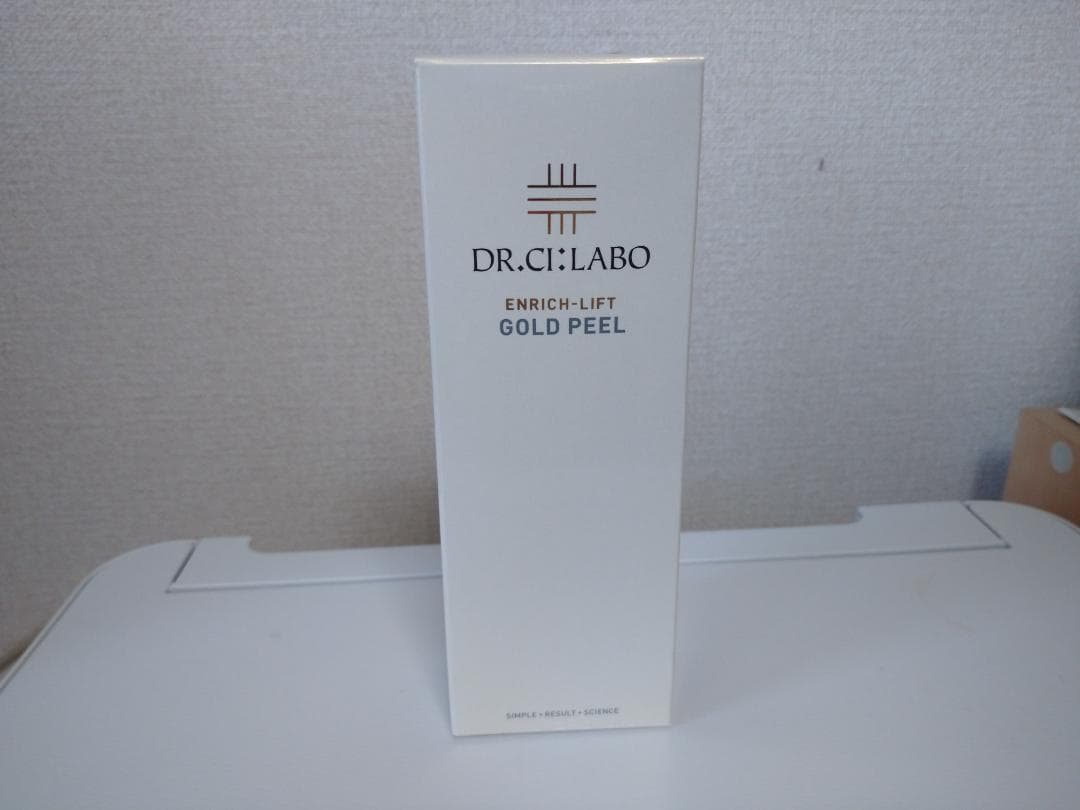 DR.CI:LABO
ENRICH-LIFT
GOLD PEEL
SIMPLE • RESULT • SCIENCE